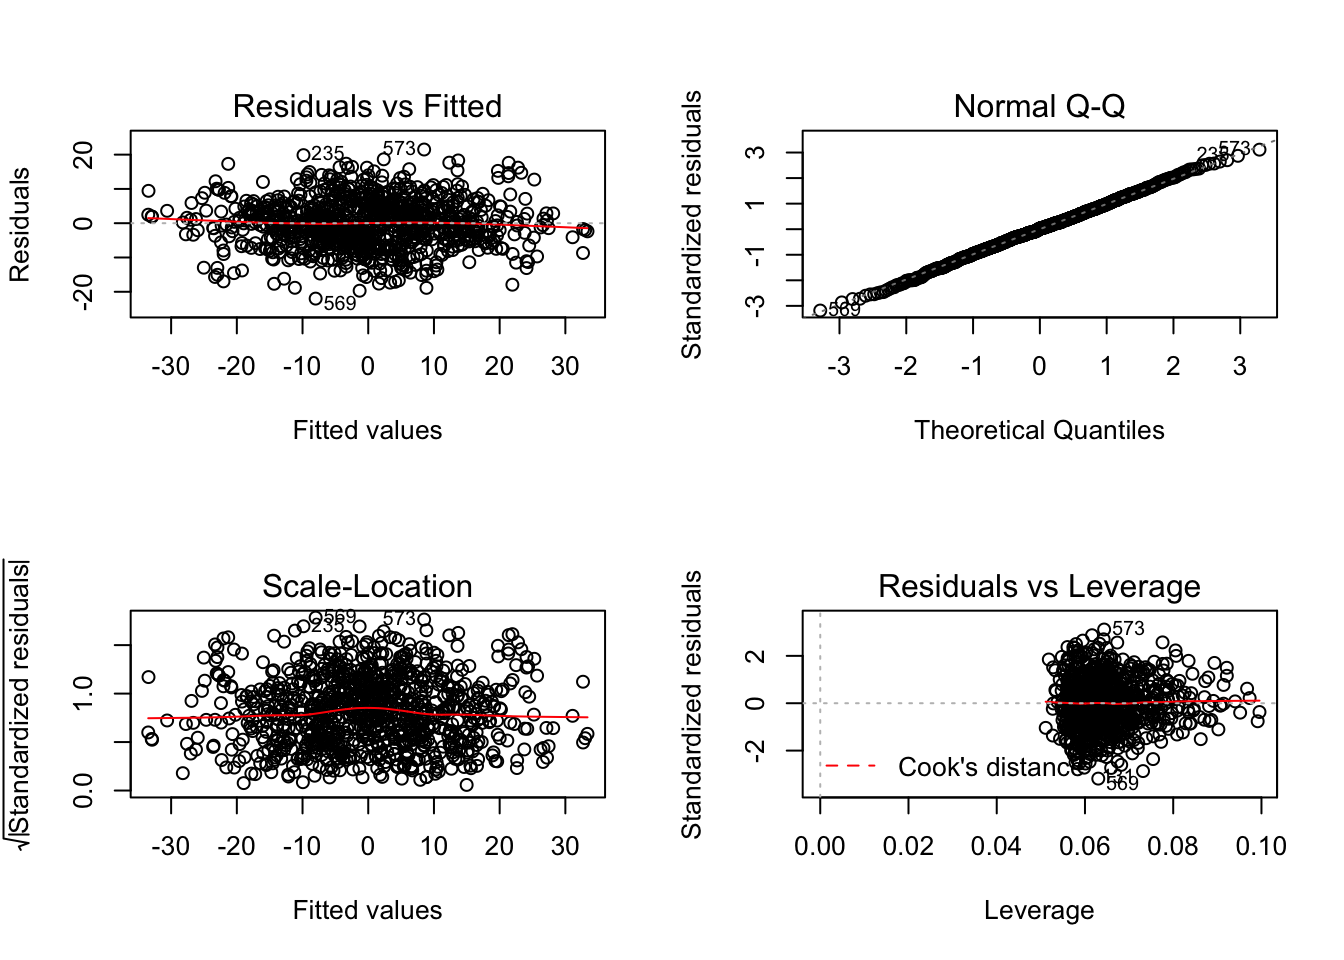 Residuals vs Fitted
Residuals
20
0
-20
235
573
569
-30 -20 -10 0 10 20 30
Fitted values
Normal Q-Q
Standardized residuals
3
1
-1
-3
235
573
569
-3 -2 -1 0 1 2 3
Theoretical Quantiles
Scale-Location
√|Standardized residuals|
1.0
0.0
569
235
573
-30 -20 -10 0 10 20 30
Fitted values
Residuals vs Leverage
Standardized residuals
2
0
-2
573
Cook's distance
569
0.00 0.02 0.04 0.06 0.08 0.10
Leverage